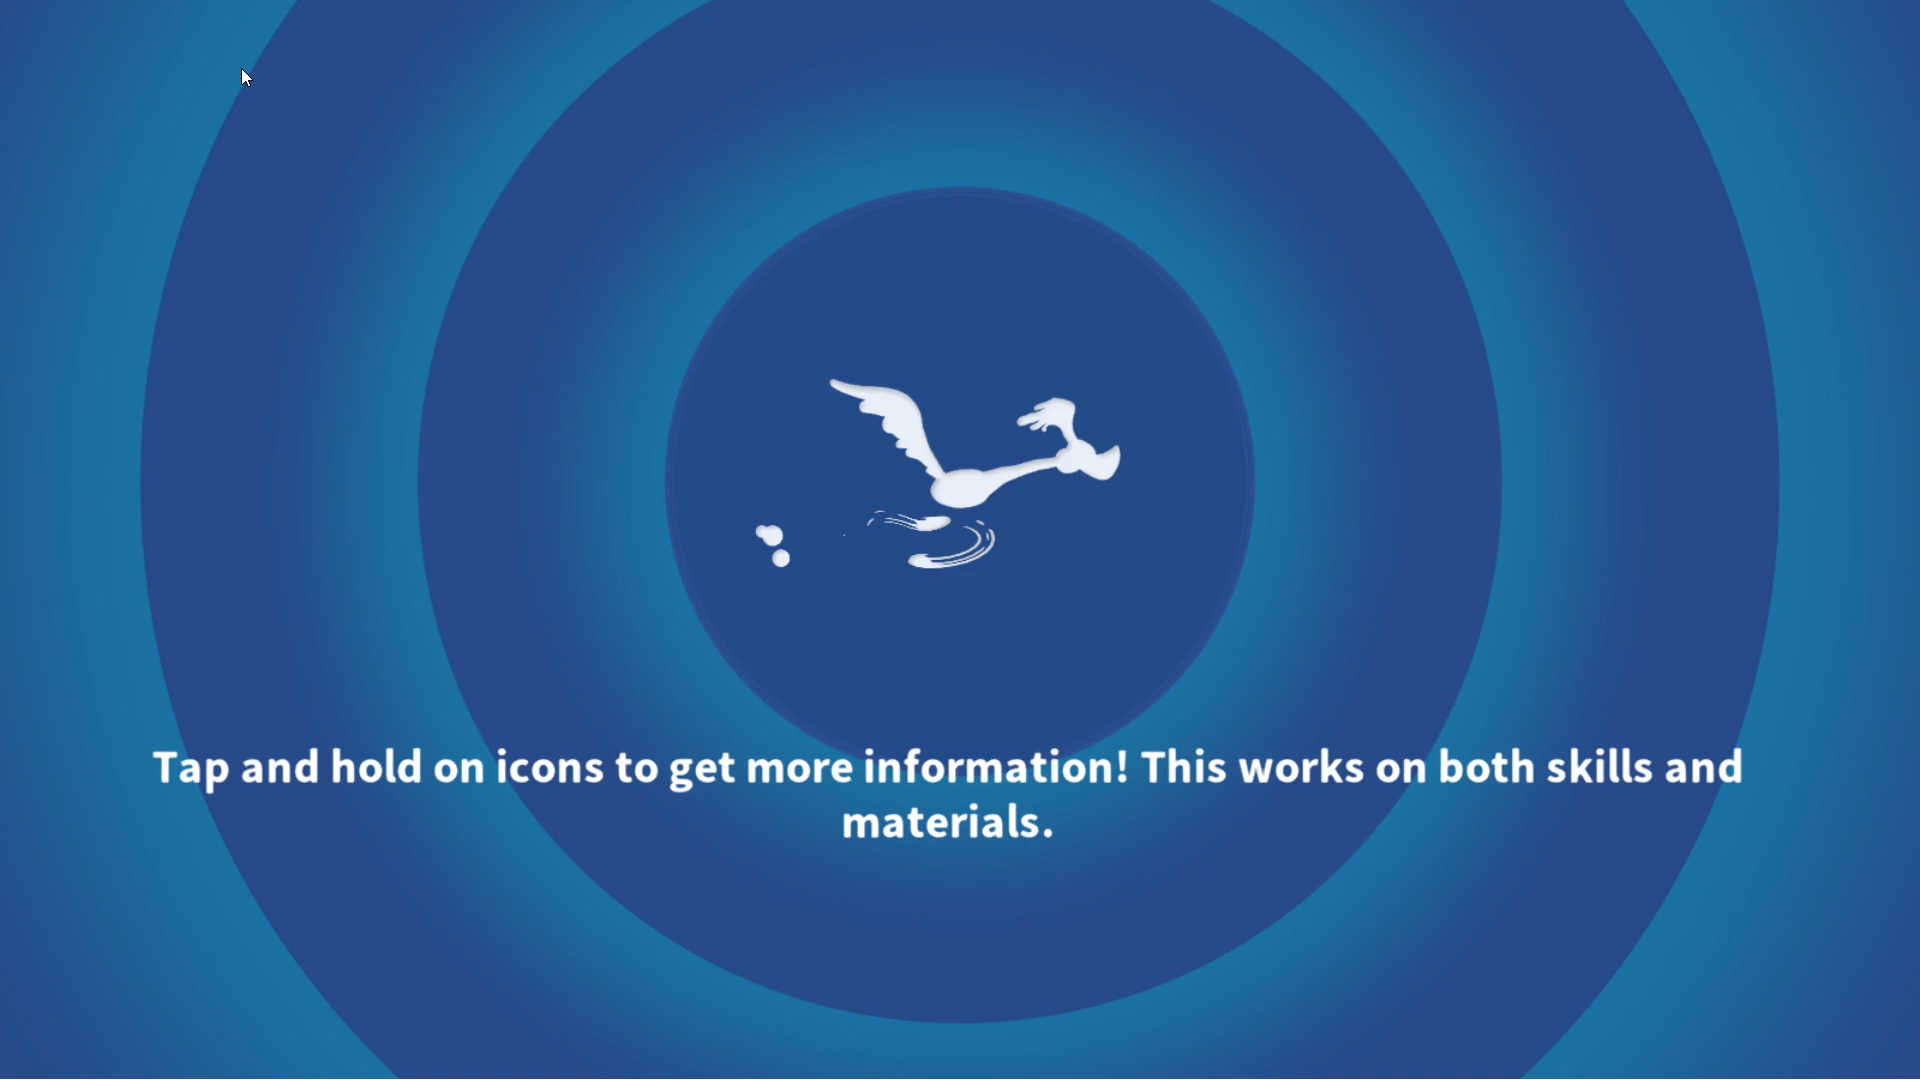 Tap and hold on icons to get more information! This works on both skills and
materials.